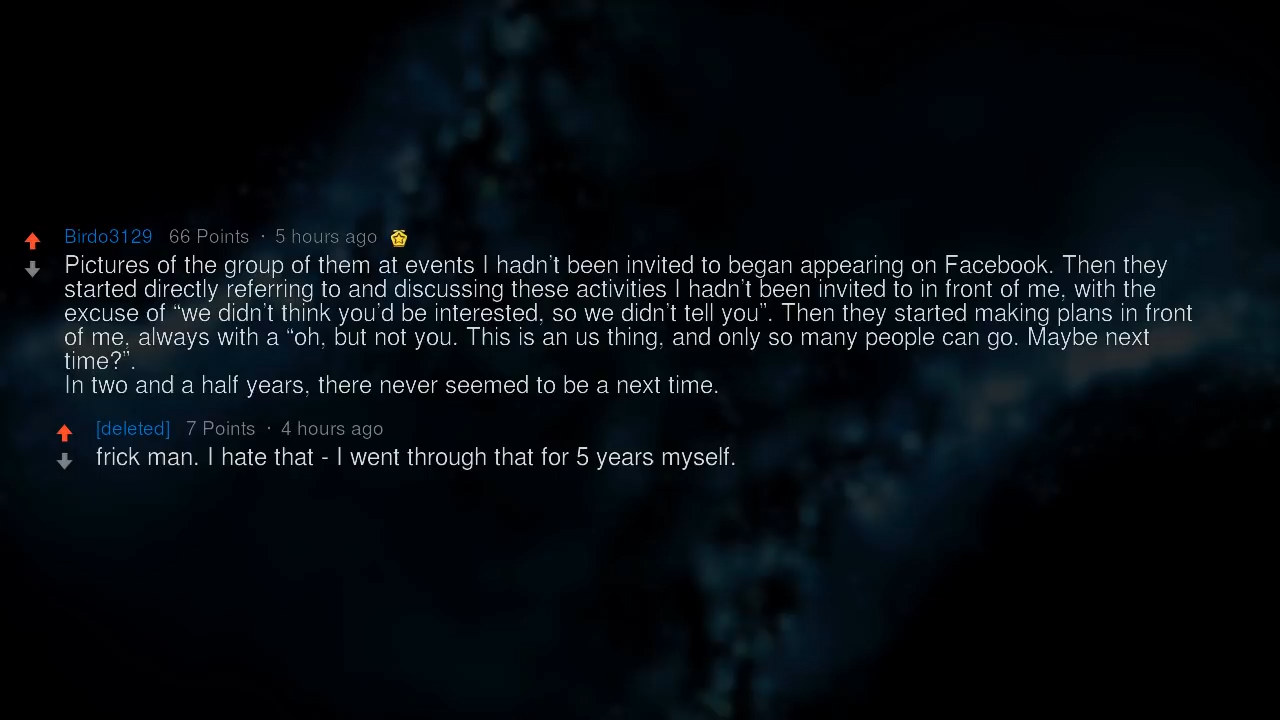 Birdo3129 66 Points · 5 hours ago
Pictures of the group of them at events I hadn’t been invited to began appearing on Facebook. Then they
started directly referring to and discussing these activities I hadn’t been invited to in front of me, with the
excuse of “we didn’t think you’d be interested, so we didn’t tell you”. Then they started making plans in front
of me, always with a “oh, but not you. This is an us thing, and only so many people can go. Maybe next
time?”.
In two and a half years, there never seemed to be a next time.
[deleted] 7 Points · 4 hours ago
frick man. I hate that - I went through that for 5 years myself.